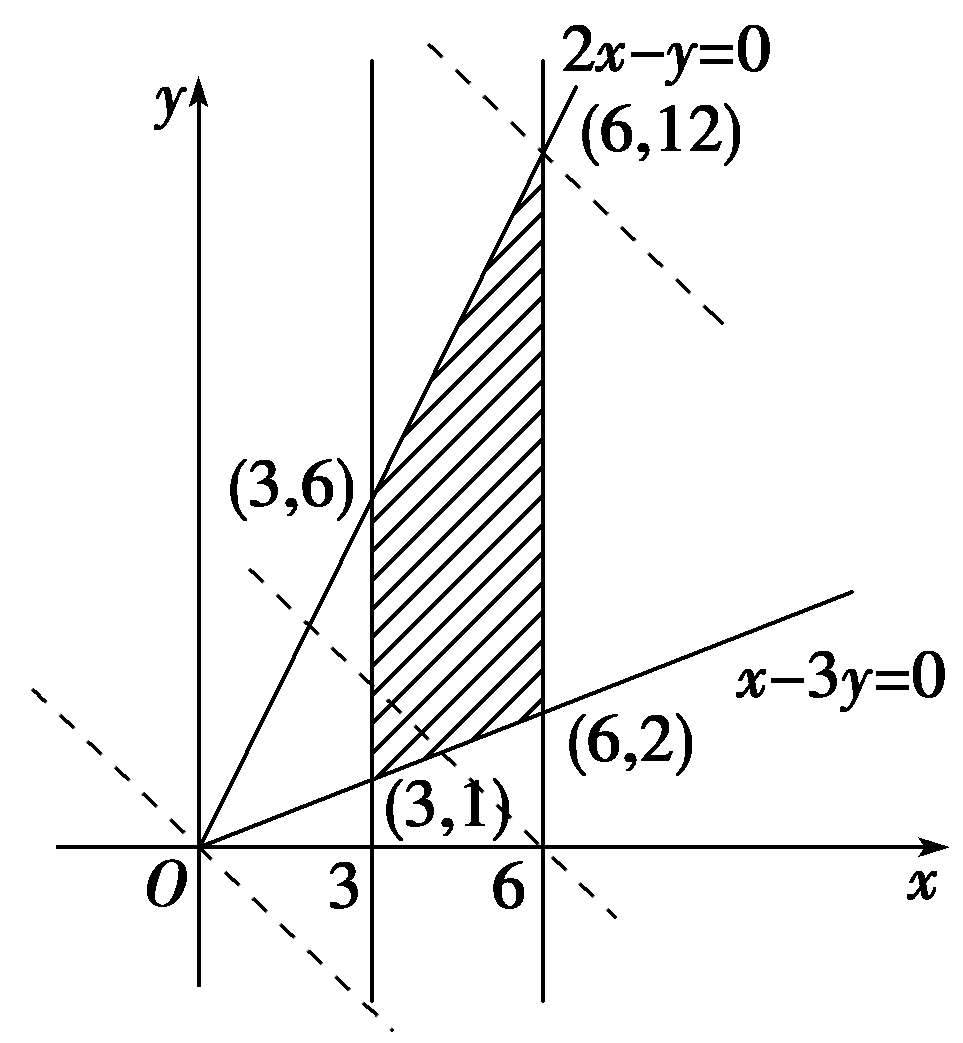 2x−y=0
y
(6,12)
(3,6)
x−3y=0
(6,2)
(3,1)
O
3
6
x